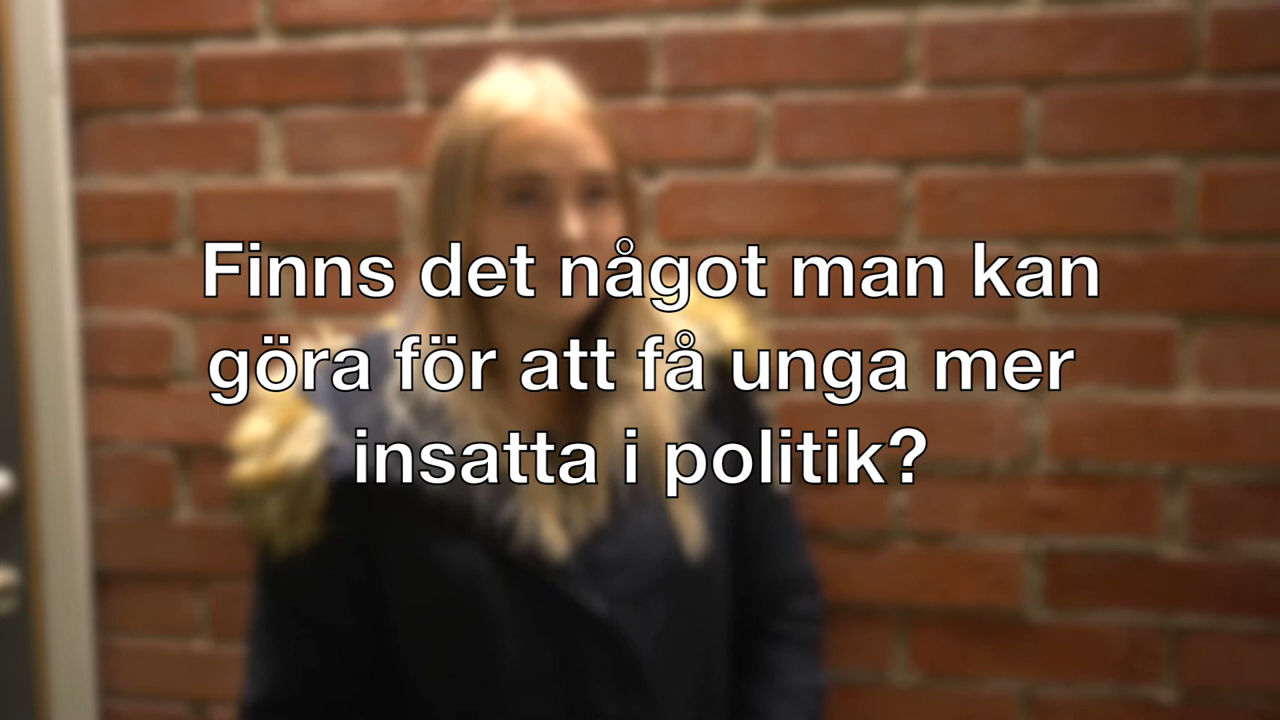 Finns det något man kan
göra för att få unga mer
insatta i politik?